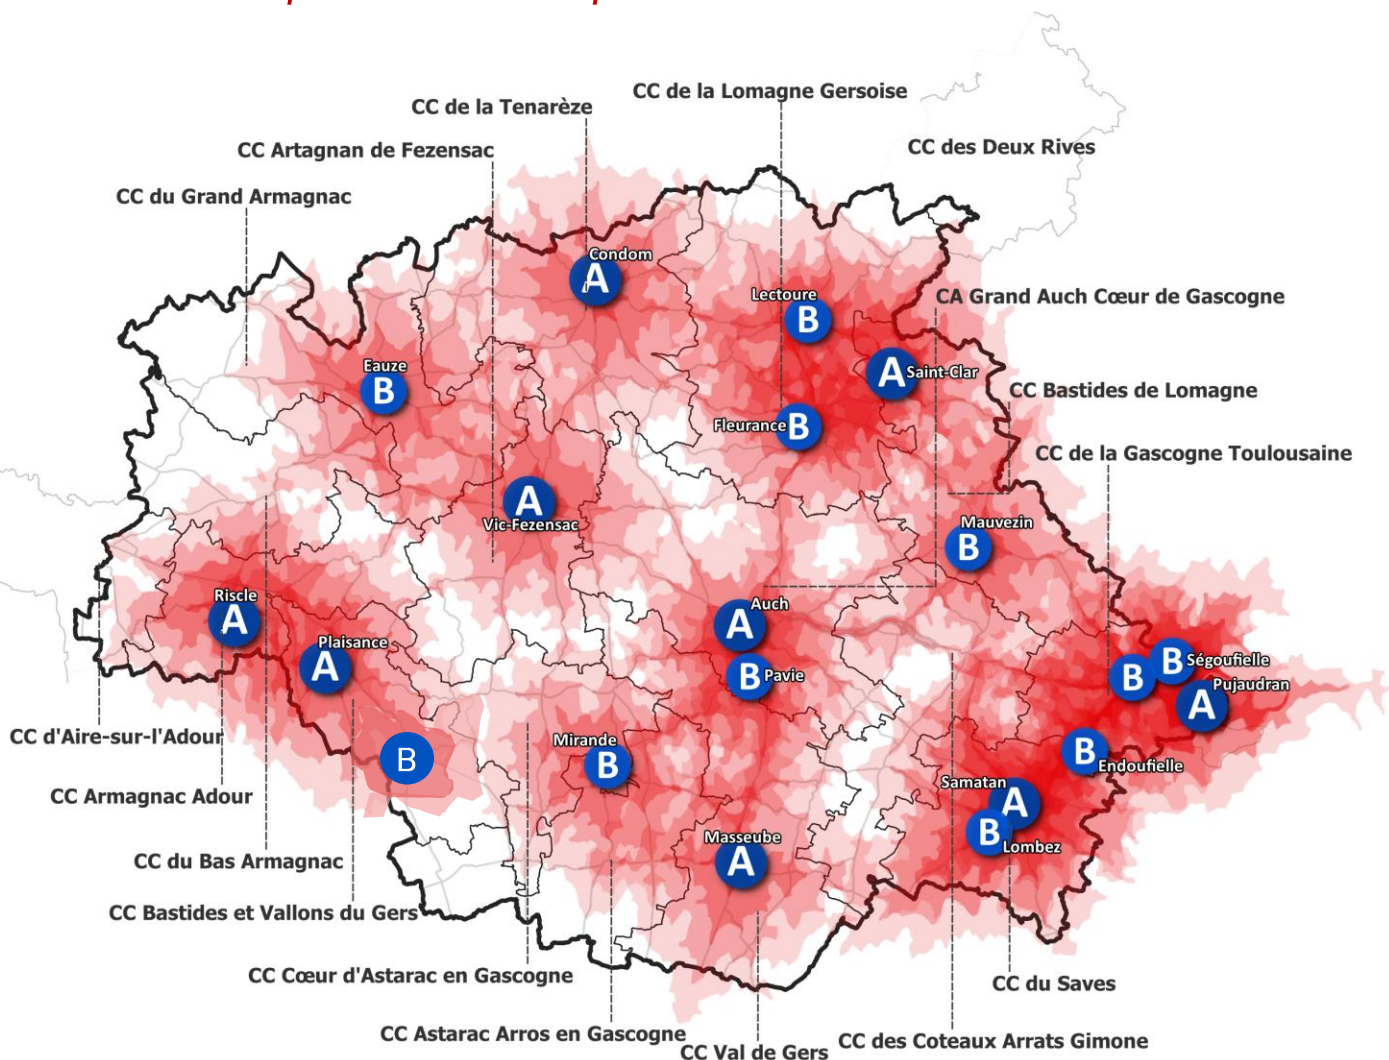 CC de la Lomagne Gersoise
CC de la Tenarèze
CC des Deux Rives
CC Artagnan de Fezensac
CC du Grand Armagnac
Condom
A
Lectoure
B
CA Grand Auch Cœur de Gascogne
Eauze
B
A
Saint-Clar
CC Bastides de Lomagne
Fleurance
B
CC de la Gascogne Toulousaine
A
Vic-Fezensac
Mauvezin
B
Riscle
A
Auch
A
Plaisance
A
B
Pavie
B
B
Ségoufielle
Pujaudran
A
CC d'Aire-sur-l'Adour
B
Mirande
B
B
Endoufielle
CC Armagnac Adour
Samatan
A
B
Lombez
Masseube
A
CC du Bas Armagnac
CC Bastides et Vallons du Gers
CC Cœur d'Astarac en Gascogne
CC du Saves
CC Astarac Arros en Gascogne
CC des Coteaux Arrats Gimone
CC Val de Gers